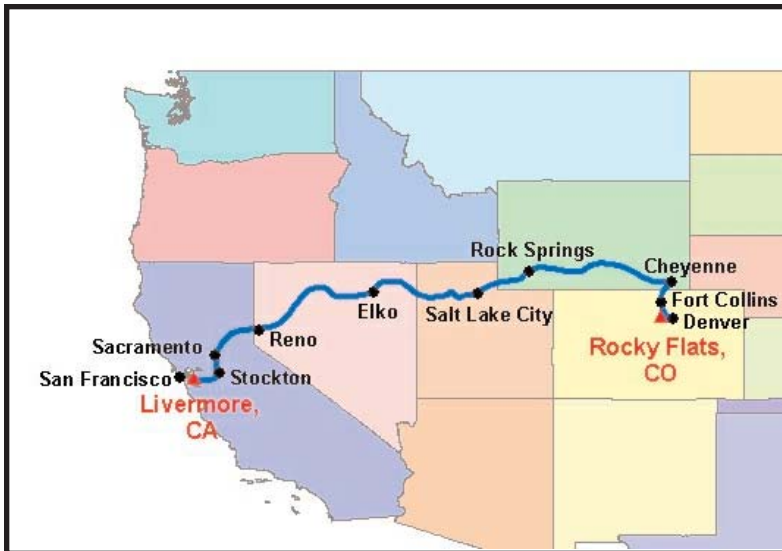 Rock Springs
Cheyenne
Fort Collins
Denver
Elko
Salt Lake City
Rocky Flats,
CO
Reno
Sacramento
San Francisco
Stockton
Livermore,
CA